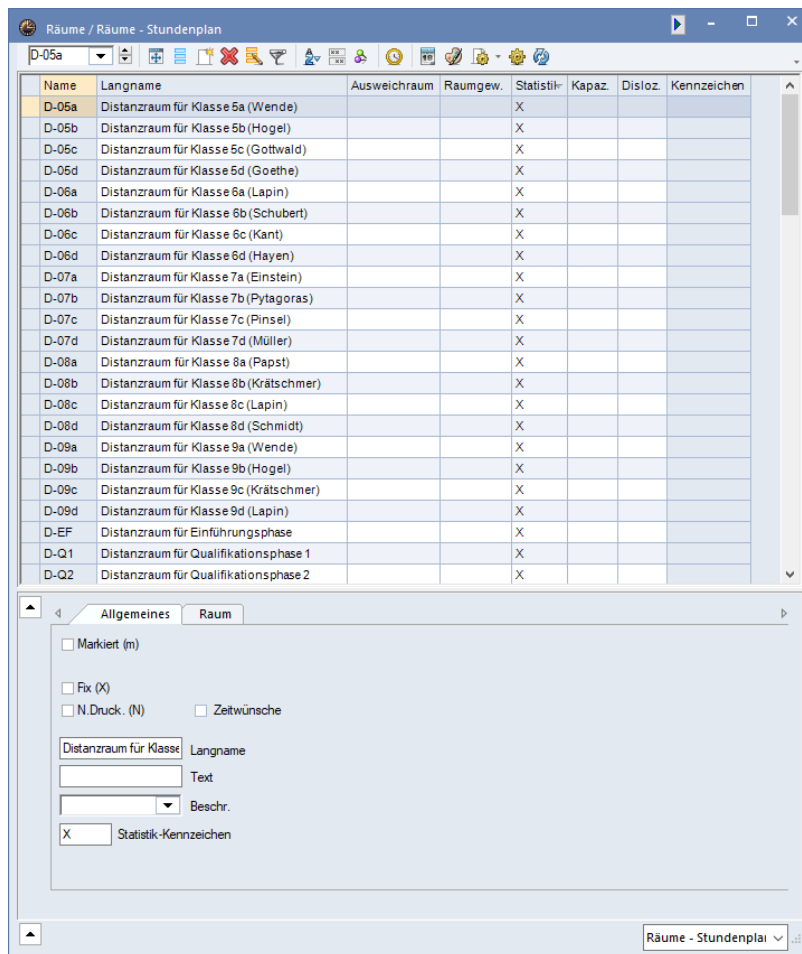 Räume / Räume - Stundenplan
D-05a
Name Langname Ausweichraum Raumgew. Statistik Kapaz. Disloz. Kennzeichen
D-05a Distanzraum für Klasse 5a (Wende) X
D-05b Distanzraum für Klasse 5b (Hogel) X
D-05c Distanzraum für Klasse 5c (Gottwald) X
D-05d Distanzraum für Klasse 5d (Goethe) X
D-06a Distanzraum für Klasse 6a (Lapin) X
D-06b Distanzraum für Klasse 6b (Schubert) X
D-06c Distanzraum für Klasse 6c (Kant) X
D-06d Distanzraum für Klasse 6d (Hayen) X
D-07a Distanzraum für Klasse 7a (Einstein) X
D-07b Distanzraum für Klasse 7b (Pytagoras) X
D-07c Distanzraum für Klasse 7c (Pinsel) X
D-07d Distanzraum für Klasse 7d (Müller) X
D-08a Distanzraum für Klasse 8a (Papst) X
D-08b Distanzraum für Klasse 8b (Krätschmer) X
D-08c Distanzraum für Klasse 8c (Lapin) X
D-08d Distanzraum für Klasse 8d (Schmidt) X
D-09a Distanzraum für Klasse 9a (Wende) X
D-09b Distanzraum für Klasse 9b (Hogel) X
D-09c Distanzraum für Klasse 9c (Krätschmer) X
D-09d Distanzraum für Klasse 9d (Lapin) X
D-EF Distanzraum für Einführungsphase X
D-Q1 Distanzraum für Qualifikationsphase 1 X
D-Q2 Distanzraum für Qualifikationsphase 2 X
Allgemeines Raum
Markiert (m)
Fix (X)
N.Druck. (N) Zeitwünsche
Distanzraum für Klasse Langname
Text
Beschr.
X Statistik-Kennzeichen
Räume - Stundenplar